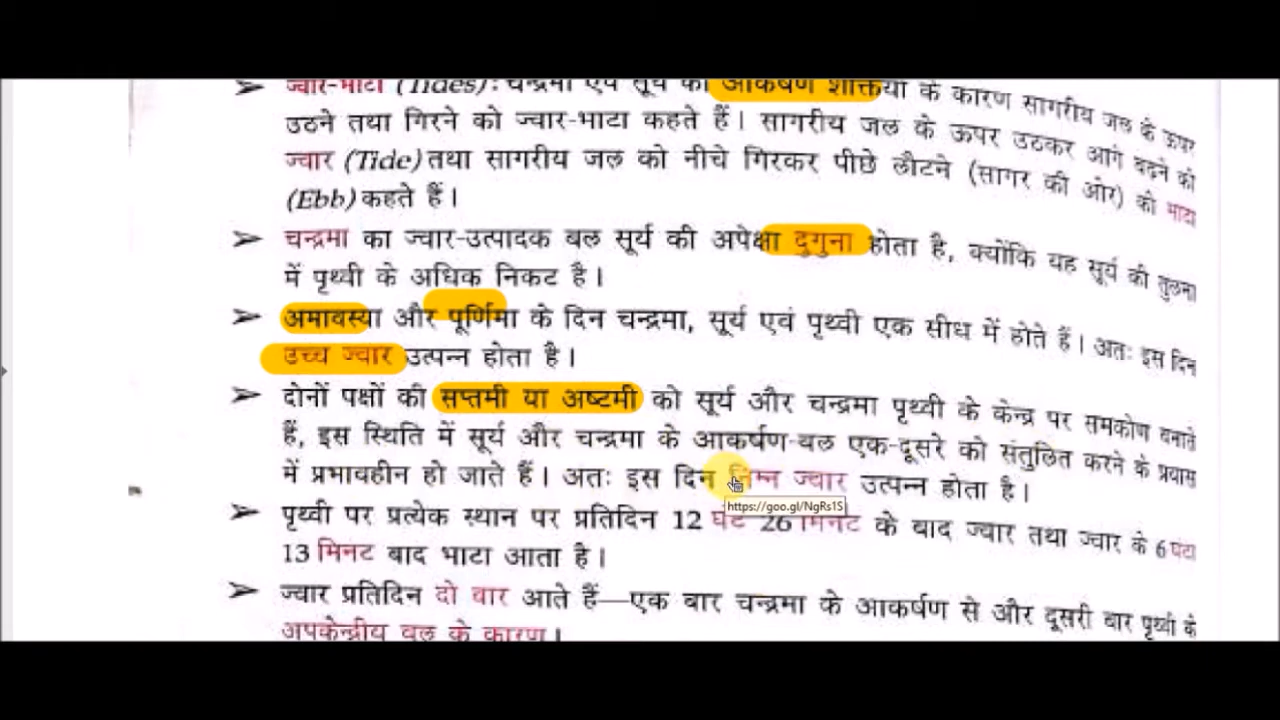 ज्वार-भाटा (Tides): चन्द्रमा एवं सूर्य की आकर्षण शक्तियों के कारण सागरीय जल के ऊपर
उठने तथा गिरने को ज्वार-भाटा कहते हैं। सागरीय जल के ऊपर उठकर आगे बढ़ने को
ज्वार (Tide) तथा सागरीय जल को नीचे गिरकर पीछे लौटने (सागर की ओर) को भाटा
(Ebb) कहते हैं।
चन्द्रमा का ज्वार-उत्पादक बल सूर्य की अपेक्षा दुगुना होता है, क्योंकि यह सूर्य की तुलना
में पृथ्वी के अधिक निकट है।
अमावस्या और पूर्णिमा के दिन चन्द्रमा, सूर्य एवं पृथ्वी एक सीध में होते हैं। अतः इस दिन
उच्च ज्वार उत्पन्न होता है।
दोनों पक्षों की सप्तमी या अष्टमी को सूर्य और चन्द्रमा पृथ्वी के केन्द्र पर समकोण बनाते
हैं, इस स्थिति में सूर्य और चन्द्रमा के आकर्षण-बल एक-दूसरे को संतुलित करने के प्रयास
में प्रभावहीन हो जाते हैं। अतः इस दिन निम्न ज्वार उत्पन्न होता है।
https://goo.gl/NgRs1S
पृथ्वी पर प्रत्येक स्थान पर प्रतिदिन 12 घंटे 26 मिनट के बाद ज्वार तथा ज्वार के 6 घंटा
13 मिनट बाद भाटा आता है।
ज्वार प्रतिदिन दो बार आते हैं—एक बार चन्द्रमा के आकर्षण से और दूसरी बार पृथ्वी के
अपकेन्द्रीय बल के कारण।